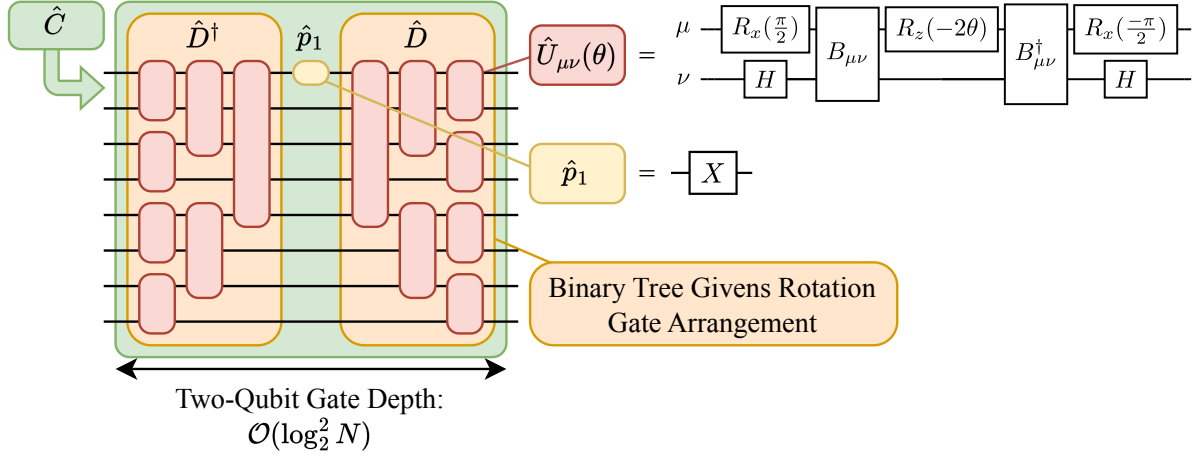 Ĉ
D̂†
p̂₁
D̂
Û_μν(θ) =
μ
R_x(π/2)
B_μν
R_z(−2θ)
B†_μν
R_x(−π/2)
ν
H
H
p̂₁ =
X
Binary Tree Givens Rotation
Gate Arrangement
Two-Qubit Gate Depth:
𝒪(log₂² N)